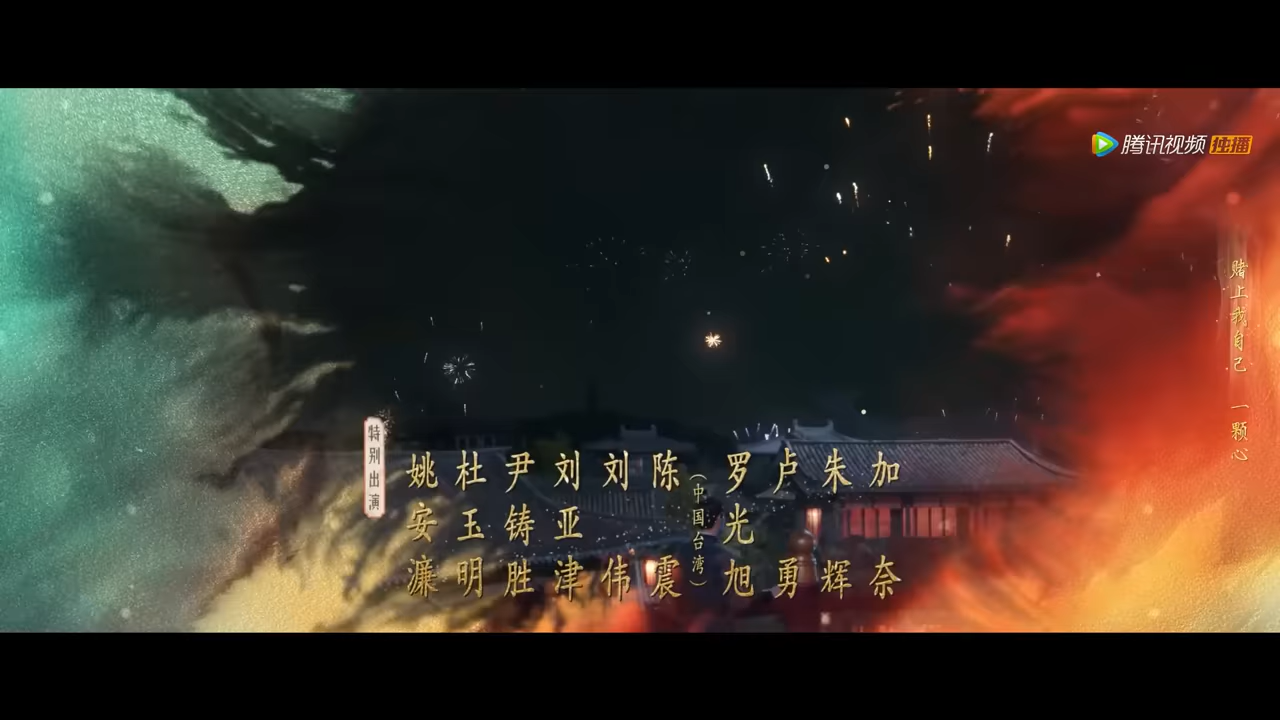 腾讯视频 独播
赌上我自己 一颗心
特别出演
姚安濂
杜玉明
尹铸胜
刘亚津
刘伟
陈震（中国台湾）
罗光旭
卢勇
朱辉
加奈